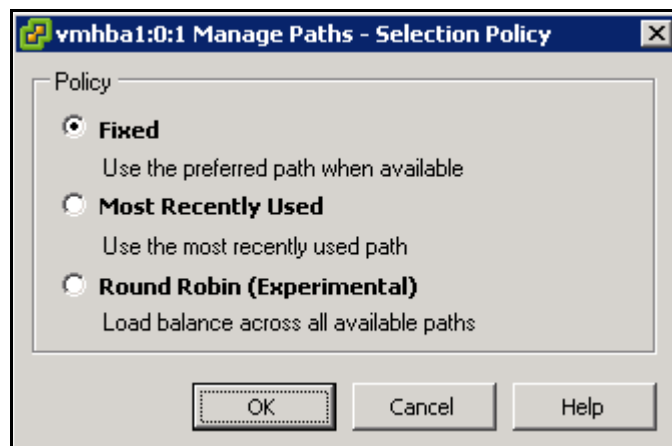 vmhba1:0:1 Manage Paths - Selection Policy
Policy
Fixed
Use the preferred path when available
Most Recently Used
Use the most recently used path
Round Robin (Experimental)
Load balance across all available paths
OK Cancel Help